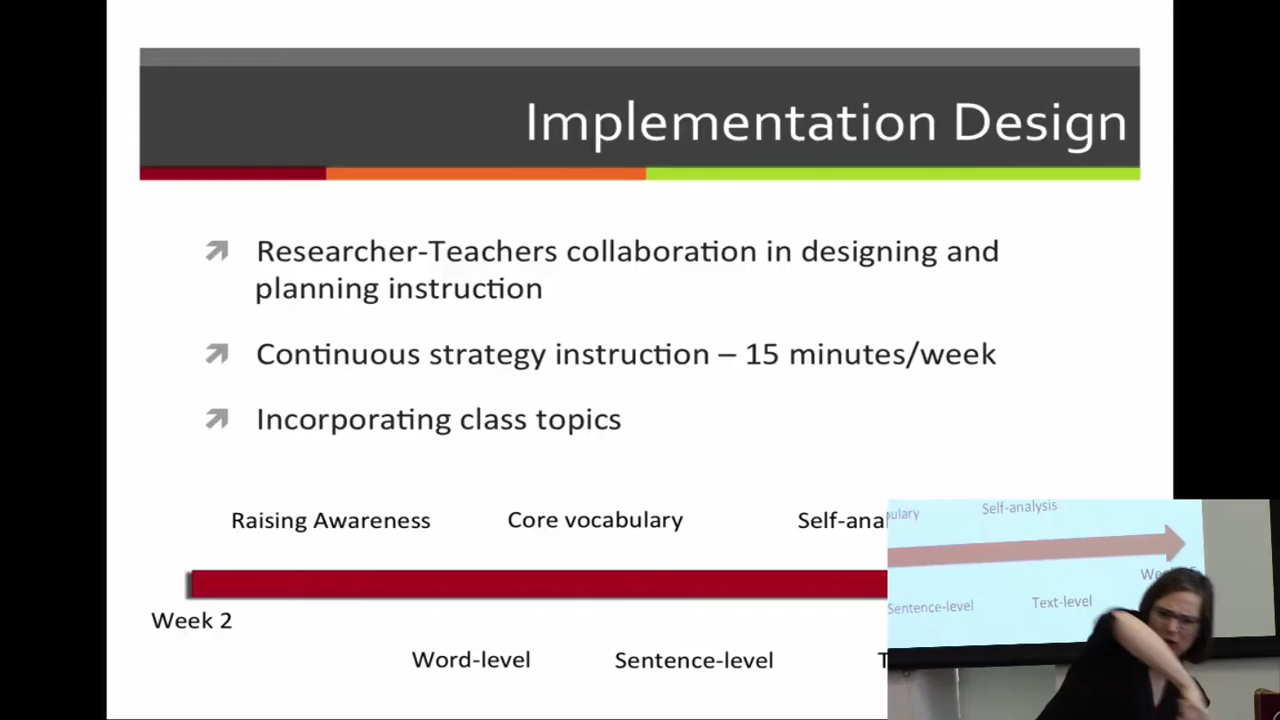 Implementation Design
Researcher-Teachers collaboration in designing and
planning instruction
Continuous strategy instruction – 15 minutes/week
Incorporating class topics
Raising Awareness
Core vocabulary
Self-anal
Week 2
Word-level
Sentence-level
T
ulary
Self-analysis
Sentence-level
Text-level